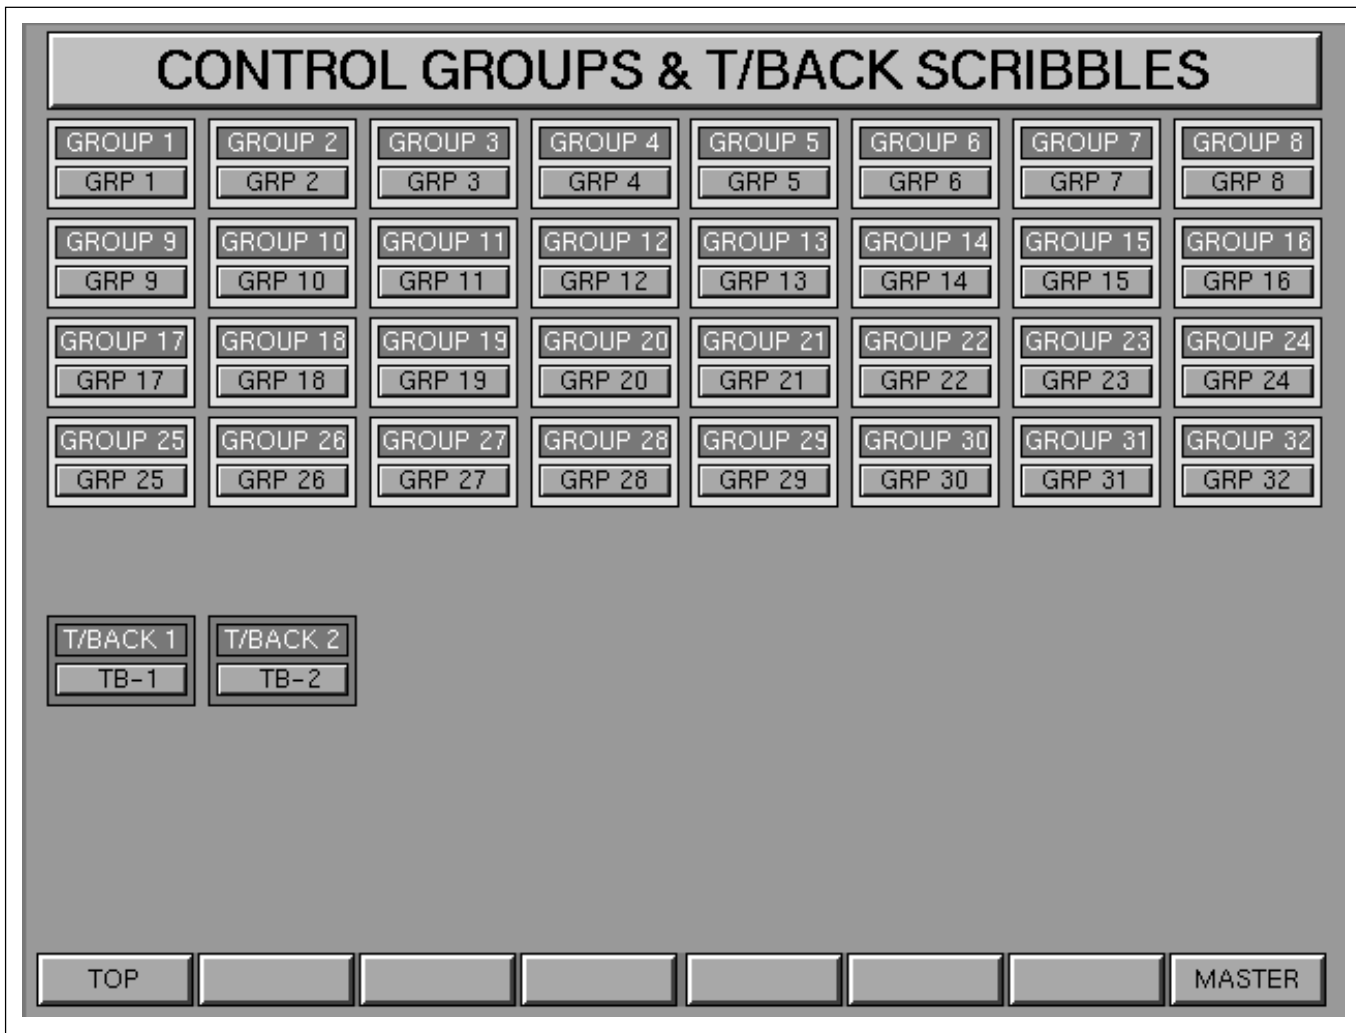 CONTROL GROUPS & T/BACK SCRIBBLES
GROUP 1 GROUP 2 GROUP 3 GROUP 4 GROUP 5 GROUP 6 GROUP 7 GROUP 8
GRP 1 GRP 2 GRP 3 GRP 4 GRP 5 GRP 6 GRP 7 GRP 8
GROUP 9 GROUP 10 GROUP 11 GROUP 12 GROUP 13 GROUP 14 GROUP 15 GROUP 16
GRP 9 GRP 10 GRP 11 GRP 12 GRP 13 GRP 14 GRP 15 GRP 16
GROUP 17 GROUP 18 GROUP 19 GROUP 20 GROUP 21 GROUP 22 GROUP 23 GROUP 24
GRP 17 GRP 18 GRP 19 GRP 20 GRP 21 GRP 22 GRP 23 GRP 24
GROUP 25 GROUP 26 GROUP 27 GROUP 28 GROUP 29 GROUP 30 GROUP 31 GROUP 32
GRP 25 GRP 26 GRP 27 GRP 28 GRP 29 GRP 30 GRP 31 GRP 32
T/BACK 1 T/BACK 2
TB-1 TB-2
TOP MASTER